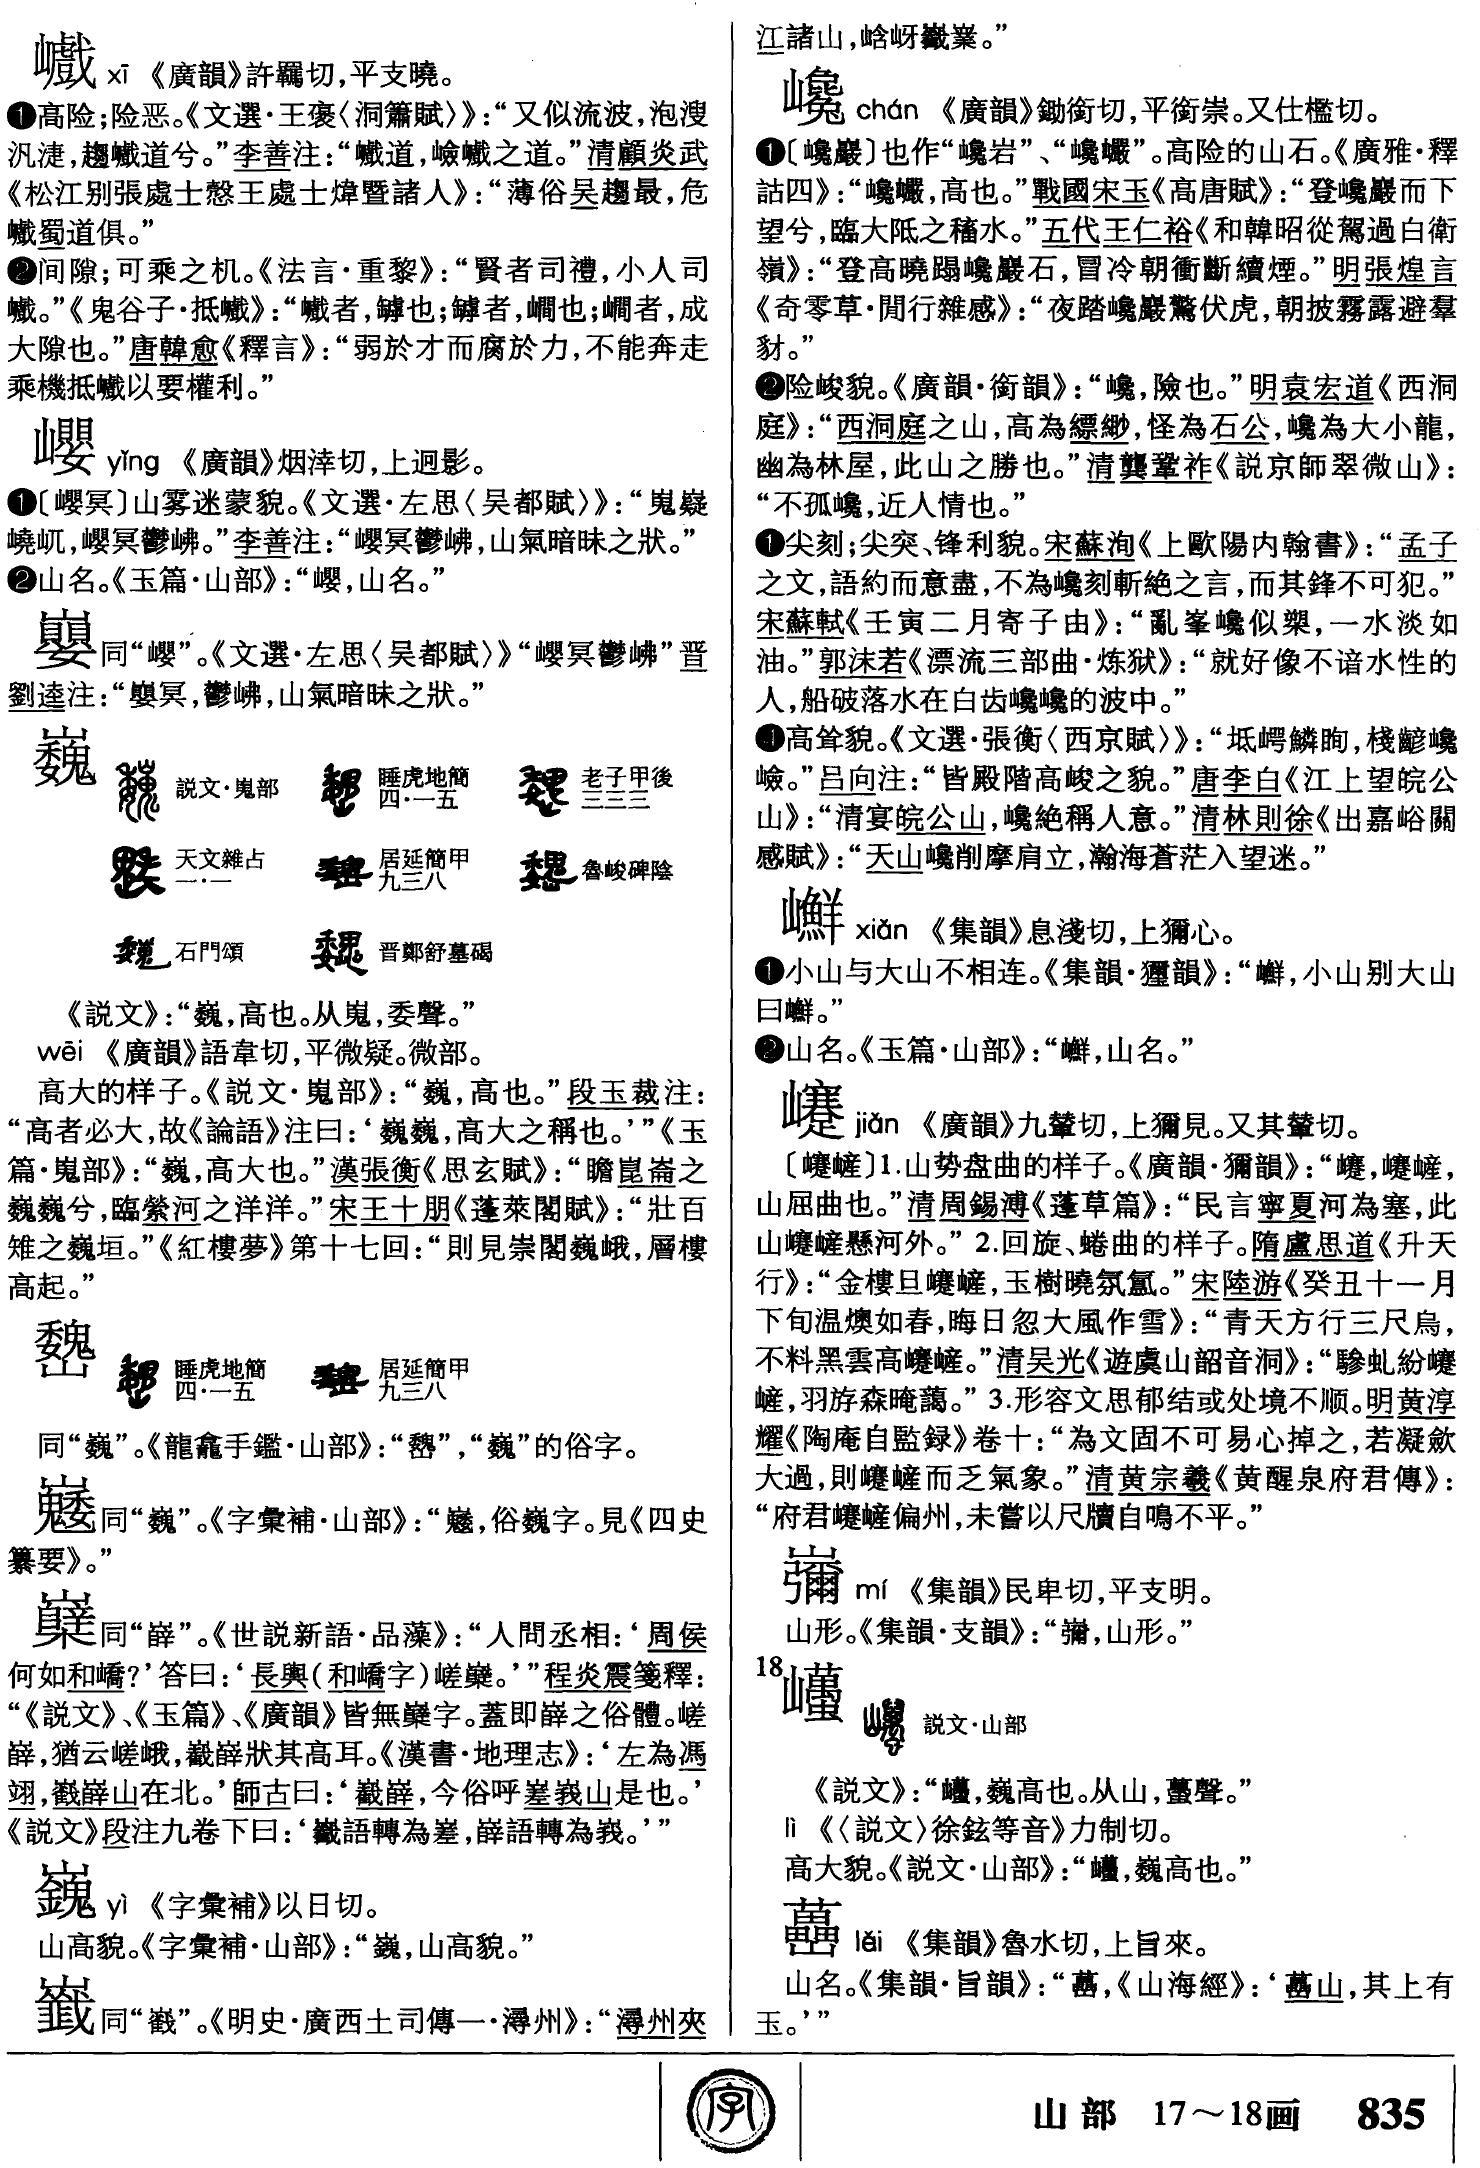 巇 xī 《廣韻》許羈切,平支曉。
❶高险;险恶。《文選·王褒〈洞簫賦〉》:“又似流波,泡溲
汎㳻,趨巇道兮。”李善注:“巇道,嶮巇之道。”清顧炎武
《松江别張處士慤王處士煒暨諸人》:“薄俗吴趨最,危
巇蜀道俱。”
❷间隙;可乘之机。《法言·重黎》:“賢者司禮,小人司
巇。”《鬼谷子·抵巇》:“巇者,罅也;罅者,㵎也;㵎者,成
大隙也。”唐韓愈《釋言》:“弱於才而腐於力,不能奔走
乘機抵巇以要權利。”
巊 yǐng 《廣韻》烟涬切,上迥影。
❶〔巊冥〕山雾迷蒙貌。《文選·左思〈吴都賦〉》:“嵬嶷
嶢屼,巊冥鬱岪。”李善注:“巊冥鬱岪,山氣暗昧之狀。”
❷山名。《玉篇·山部》:“巊,山名。”
同“巊”。《文選·左思〈吴都賦〉》“巊冥鬱岪”晋
劉逵注:“冥,鬱岪,山氣暗昧之狀。”
巍
説文·嵬部 睡虎地簡 四·一五 老子甲後 三三三
天文雜占 一·一 居延簡甲 九三八 魯峻碑陰
石門頌 晋鄭舒墓碣
《説文》:“巍,高也。从嵬,委聲。”
wēi 《廣韻》語韋切,平微疑。微部。
高大的样子。《説文·嵬部》:“巍,高也。”段玉裁注:
“高者必大,故《論語》注曰:‘巍巍,高大之稱也。’”《玉
篇·嵬部》:“巍,高大也。”漢張衡《思玄賦》:“瞻崑崙之
巍巍兮,臨縈河之洋洋。”宋王十朋《蓬萊閣賦》:“壯百
雉之巍垣。”《紅樓夢》第十七回:“則見崇閣巍峨,層樓
高起。”
睡虎地簡 四·一五 居延簡甲 九三八
同“巍”。《龍龕手鑑·山部》:“”,“巍”的俗字。
同“巍”。《字彙補·山部》:“,俗巍字。見《四史
纂要》。”
同“嶭”。《世説新語·品藻》:“人問丞相:‘周侯
何如和嶠?’答曰:‘長輿(和嶠字)嵯櫱。’”程炎震箋釋:
“《説文》、《玉篇》、《廣韻》皆無字。蓋即嶭之俗體。嵯
嶭,猶云嵯峨,嶻嶭狀其高耳。《漢書·地理志》:‘左為馮
翊,嶻嶭山在北。’師古曰:‘嶻嶭,今俗呼嵳峩山是也。’
《説文》段注九卷下曰:‘巀語轉為嵳,嶭語轉為峩。’”
yì 《字彙補》以日切。
山高貌。《字彙補·山部》:“,山高貌。”
同“”。《明史·廣西土司傳一·潯州》:“潯州夾
江諸山,峆岈嶻嶪。”
巉 chán 《廣韻》鋤銜切,平銜崇。又仕檻切。
❶〔巉巖〕也作“巉岩”、“巉巗”。高险的山石。《廣雅·釋
詁四》:“巉巗,高也。”戰國宋玉《高唐賦》:“登巉巖而下
望兮,臨大阺之稸水。”五代王仁裕《和韓昭從駕過白衛
嶺》:“登高曉蹋巉巖石,冒冷朝衝斷續煙。”明張煌言
《奇零草·閒行雜感》:“夜踏巉巖驚伏虎,朝披霧露避羣
豺。”
❷险峻貌。《廣韻·銜韻》:“巉,險也。”明袁宏道《西洞
庭》:“西洞庭之山,高為縹緲,怪為石公,巉為大小龍,
幽為林屋,此山之勝也。”清龔鞏祚《説京師翠微山》:
“不孤巉,近人情也。”
❶尖刻;尖突、锋利貌。宋蘇洵《上歐陽内翰書》:“孟子
之文,語約而意盡,不為巉刻斬絶之言,而其鋒不可犯。”
宋蘇軾《壬寅二月寄子由》:“亂峯巉似槊,一水淡如
油。”郭沫若《漂流三部曲·炼狱》:“就好像不谙水性的
人,船破落水在白齿巉巉的波中。”
❹高耸貌。《文選·張衡〈西京賦〉》:“坻崿鱗眴,棧齴巉
嶮。”吕向注:“皆殿階高峻之貌。”唐李白《江上望皖公
山》:“清宴皖公山,巉絶稱人意。”清林則徐《出嘉峪關
感賦》:“天山巉削摩肩立,瀚海蒼茫入望迷。”
㠢 xiǎn 《集韻》息淺切,上獮心。
❶小山与大山不相连。《集韻·獮韻》:“,小山别大山
曰。”
❷山名。《玉篇·山部》:“,山名。”
巙 jiǎn 《廣韻》九輦切,上獮見。又其輦切。
〔嵼〕1.山势盘曲的样子。《廣韻·獮韻》:“,嵼,
山屈曲也。”清周錫溥《蓬草篇》:“民言寧夏河為塞,此
山嵼懸河外。” 2.回旋、蜷曲的样子。隋盧思道《升天
行》:“金樓旦嵼,玉樹曉氛氲。”宋陸游《癸丑十一月
下旬温燠如春,晦日忽大風作雪》:“青天方行三尺烏,
不料黑雲高嵼。”清吴光《遊虞山韶音洞》:“驂虬紛
嵼,羽斿森晻藹。” 3.形容文思郁结或处境不顺。明黄淳
耀《陶庵自監録》卷十:“為文固不可易心掉之,若凝斂
大過,則嵼而乏氣象。”清黄宗羲《黄醒泉府君傳》:
“府君嵼偏州,未嘗以尺牘自鳴不平。”
mí 《集韻》民卑切,平支明。
山形。《集韻·支韻》:“,山形。”
18 巁 説文·山部
《説文》:“,巍高也。从山,蠆聲。”
lì 《〈説文〉徐鉉等音》力制切。
高大貌。《説文·山部》:“,巍高也。”
lěi 《集韻》魯水切,上旨來。
山名。《集韻·旨韻》:“,《山海經》:‘山,其上有
玉。’”
字
山部 17～18画 835